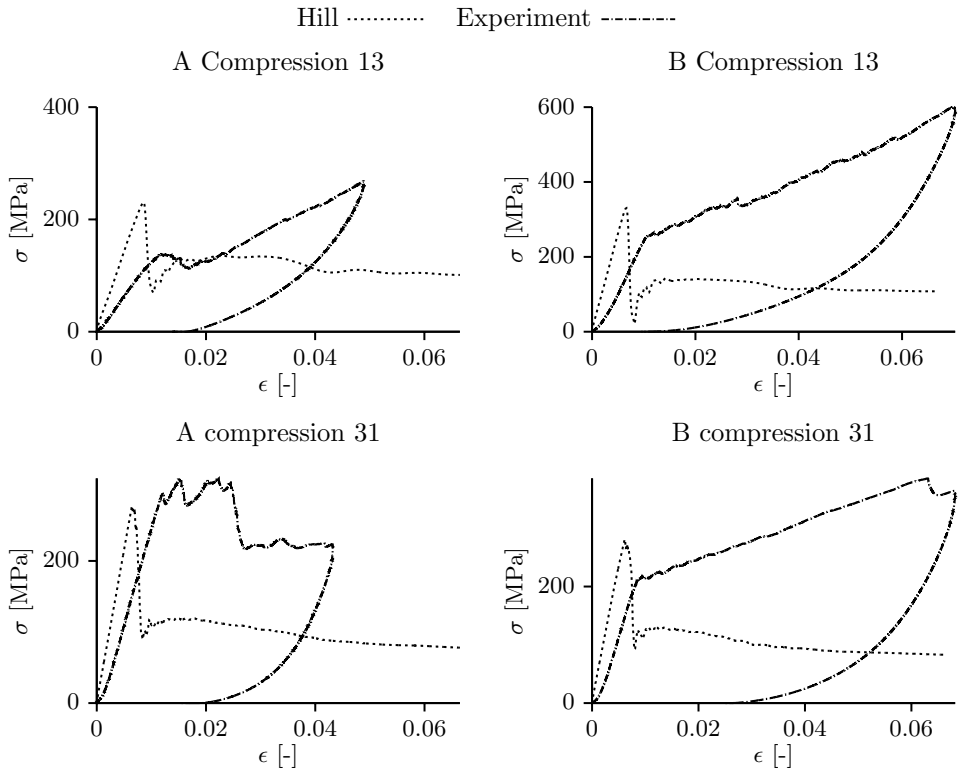 Hill Experiment
A Compression 13
B Compression 13
400
200
0
σ [MPa]
0 0.02 0.04 0.06
ϵ [-]
600
400
200
0
σ [MPa]
0 0.02 0.04 0.06
ϵ [-]
A compression 31
B compression 31
200
0
σ [MPa]
0 0.02 0.04 0.06
ϵ [-]
200
0
σ [MPa]
0 0.02 0.04 0.06
ϵ [-]